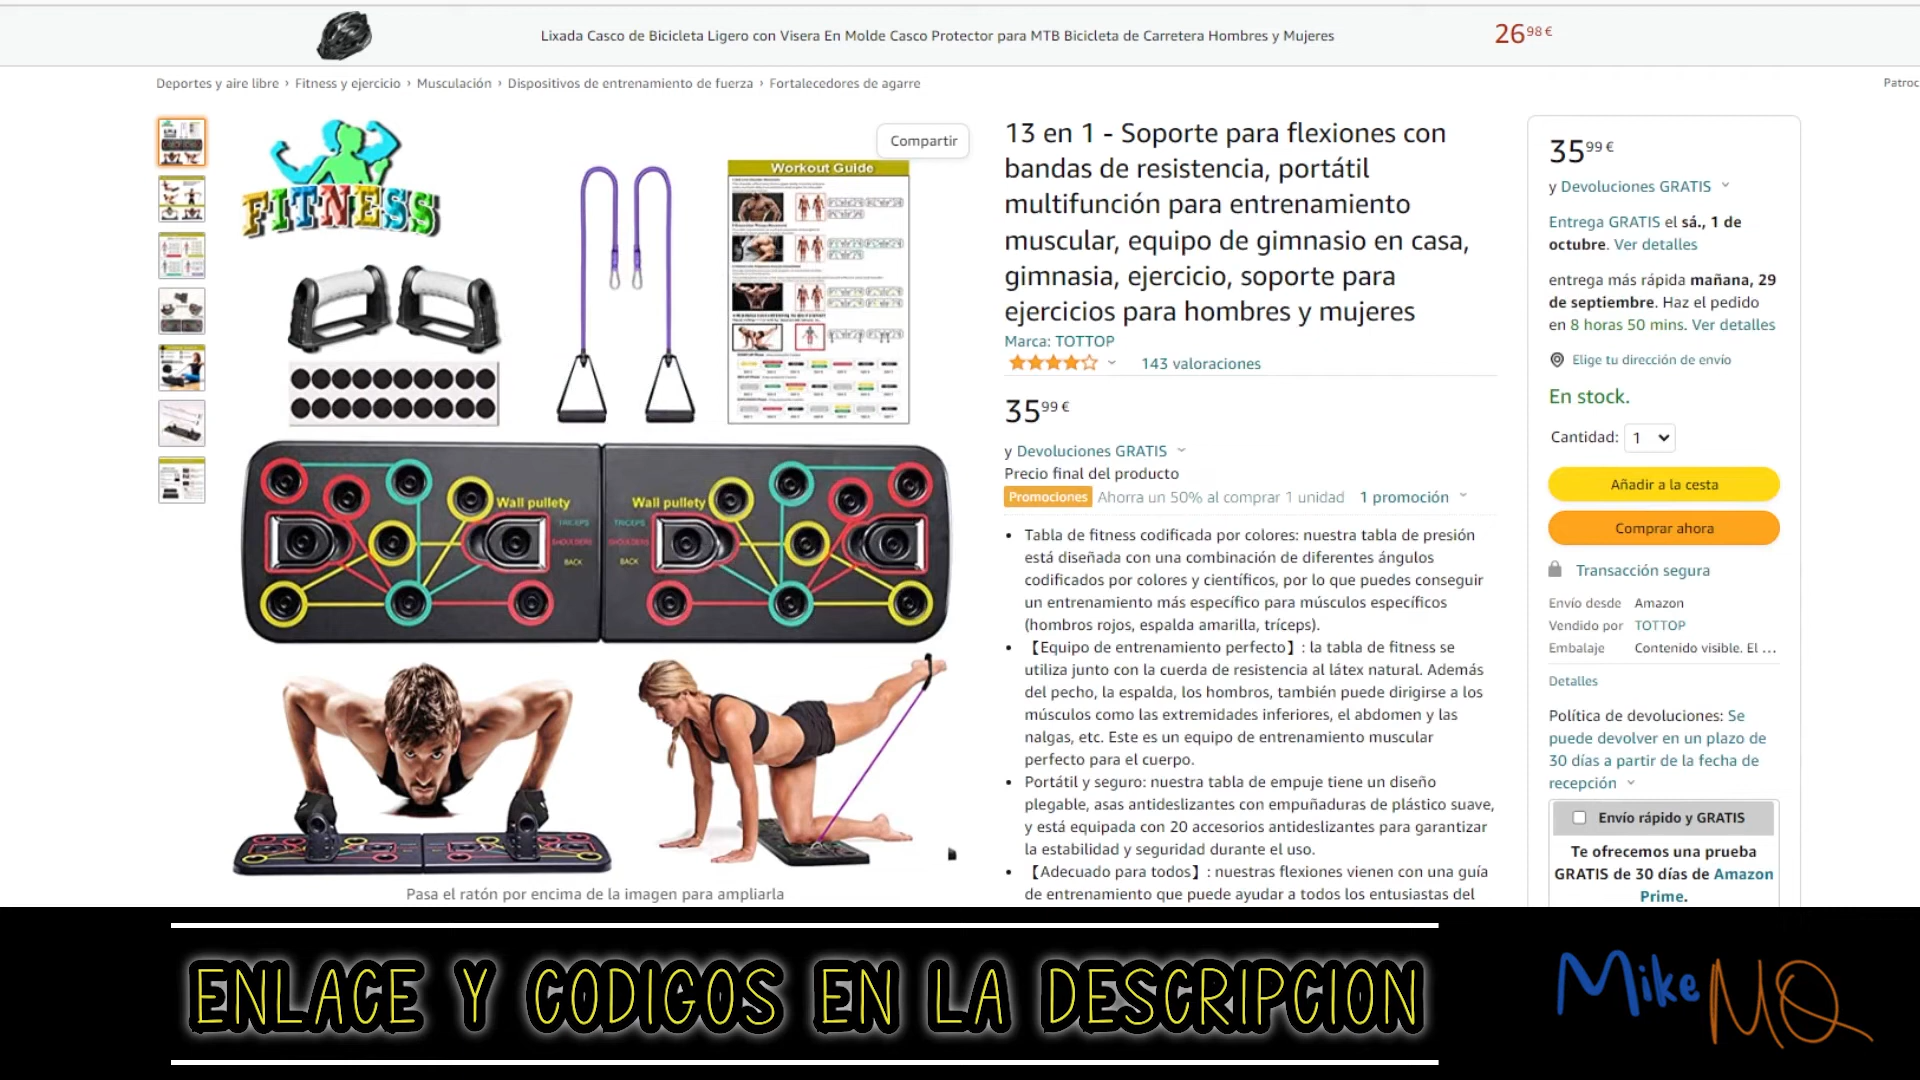 Lixada Casco de Bicicleta Ligero con Visera En Molde Casco Protector para MTB Bicicleta de Carretera Hombres y Mujeres
26 98 €
Deportes y aire libre › Fitness y ejercicio › Musculación › Dispositivos de entrenamiento de fuerza › Fortalecedores de agarre
Patroc
FITNESS
Compartir
Workout Guide
Wall pullety
TRICEPS
SHOULDERS
BACK
Wall pullety
TRICEPS
SHOULDERS
BACK
Pasa el ratón por encima de la imagen para ampliarla
13 en 1 - Soporte para flexiones con
bandas de resistencia, portátil
multifunción para entrenamiento
muscular, equipo de gimnasio en casa,
gimnasia, ejercicio, soporte para
ejercicios para hombres y mujeres
Marca: TOTTOP
143 valoraciones
35 99 €
y Devoluciones GRATIS
Precio final del producto
Promociones Ahorra un 50% al comprar 1 unidad 1 promoción
• Tabla de fitness codificada por colores: nuestra tabla de presión
está diseñada con una combinación de diferentes ángulos
codificados por colores y científicos, por lo que puedes conseguir
un entrenamiento más específico para músculos específicos
(hombros rojos, espalda amarilla, tríceps).
• 【Equipo de entrenamiento perfecto】: la tabla de fitness se
utiliza junto con la cuerda de resistencia al látex natural. Además
del pecho, la espalda, los hombros, también puede dirigirse a los
músculos como las extremidades inferiores, el abdomen y las
nalgas, etc. Este es un equipo de entrenamiento muscular
perfecto para el cuerpo.
• Portátil y seguro: nuestra tabla de empuje tiene un diseño
plegable, asas antideslizantes con empuñaduras de plástico suave,
y está equipada con 20 accesorios antideslizantes para garantizar
la estabilidad y seguridad durante el uso.
• 【Adecuado para todos】: nuestras flexiones vienen con una guía
de entrenamiento que puede ayudar a todos los entusiastas del
35 99 €
y Devoluciones GRATIS
Entrega GRATIS el sá., 1 de
octubre. Ver detalles
entrega más rápida mañana, 29
de septiembre. Haz el pedido
en 8 horas 50 mins. Ver detalles
Elige tu dirección de envío
En stock.
Cantidad: 1
Añadir a la cesta
Comprar ahora
Transacción segura
Envío desde Amazon
Vendido por TOTTOP
Embalaje Contenido visible. El ...
Detalles
Política de devoluciones: Se
puede devolver en un plazo de
30 días a partir de la fecha de
recepción
Envío rápido y GRATIS
Te ofrecemos una prueba
GRATIS de 30 días de Amazon
Prime.
ENLACE Y CODIGOS EN LA DESCRIPCION
Mike MQ